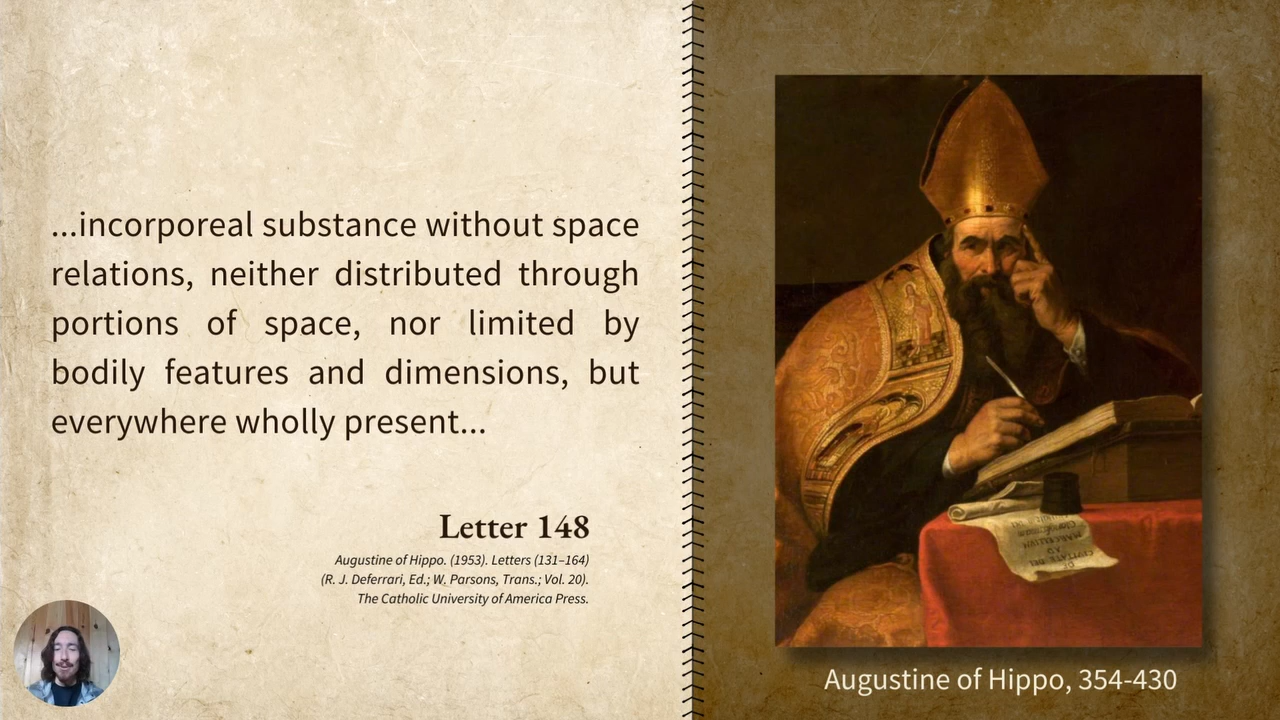 ...incorporeal substance without space
relations, neither distributed through
portions of space, nor limited by
bodily features and dimensions, but
everywhere wholly present...
Letter 148
Augustine of Hippo. (1953). Letters (131–164)
(R. J. Deferrari, Ed.; W. Parsons, Trans.; Vol. 20).
The Catholic University of America Press.
Augustine of Hippo, 354-430